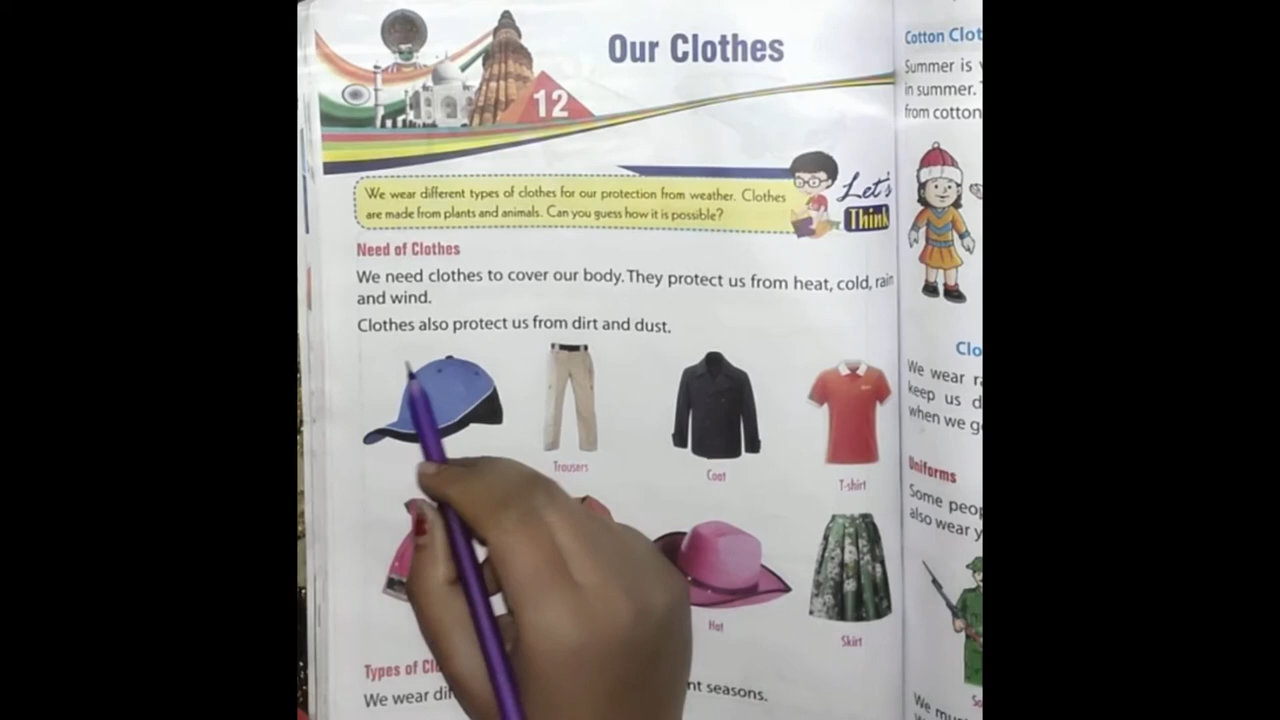 Our Clothes
12
We wear different types of clothes for our protection from weather. Clothes
are made from plants and animals. Can you guess how it is possible?
Let's
Think
Need of Clothes
We need clothes to cover our body. They protect us from heat, cold, rain
and wind.
Clothes also protect us from dirt and dust.
Trousers
Coat
T-shirt
Hat
Skirt
Types of
We wear
seasons.
Cotton
Summer is
in summer.
from cotton
We wear
keep us
when we
Uniforms
Some
also wear
We